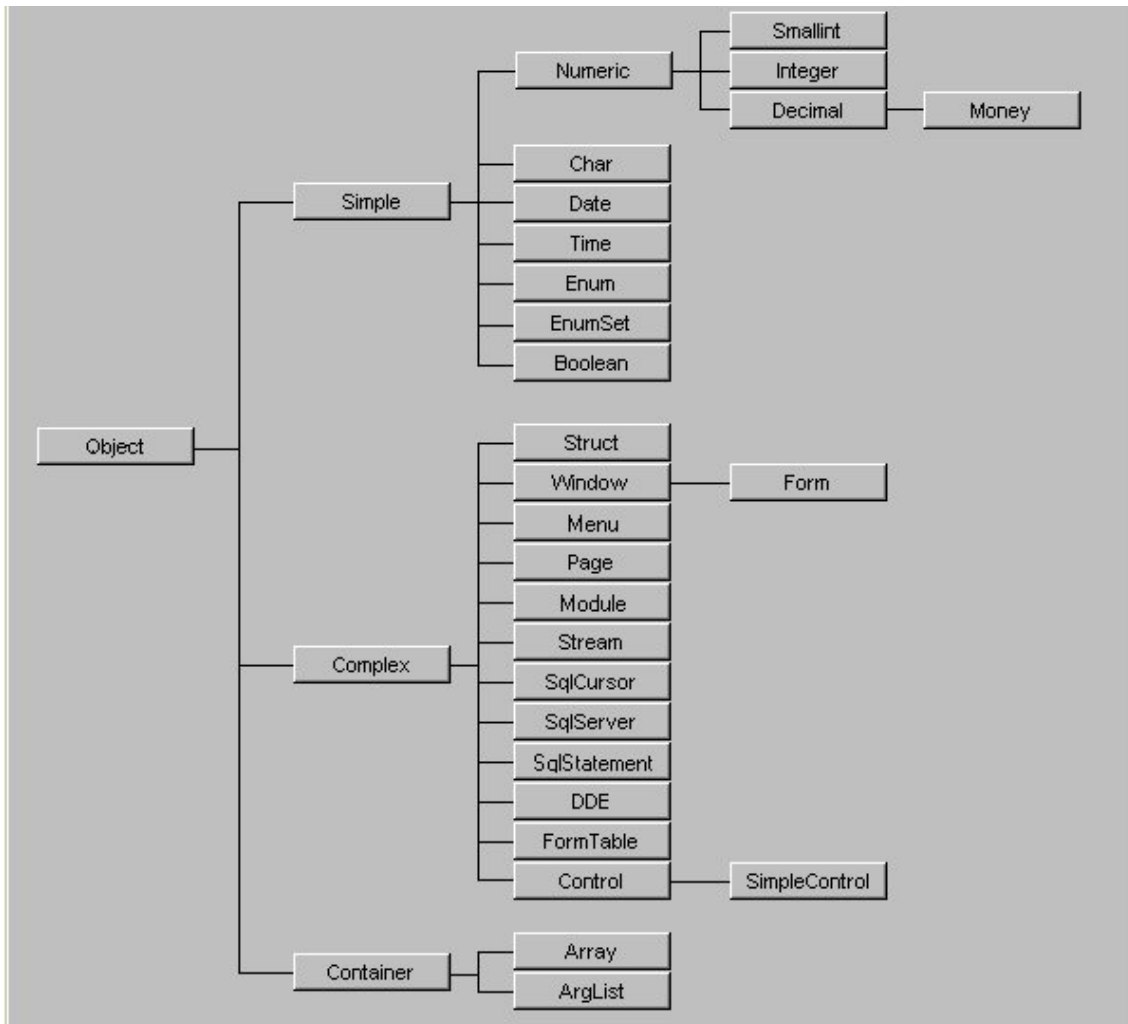 Smallint
Numeric
Integer
Decimal
Money
Char
Simple
Date
Time
Enum
EnumSet
Boolean
Object
Struct
Window
Form
Menu
Page
Module
Stream
Complex
SqlCursor
SqlServer
SqlStatement
DDE
FormTable
Control
SimpleControl
Array
Container
ArgList